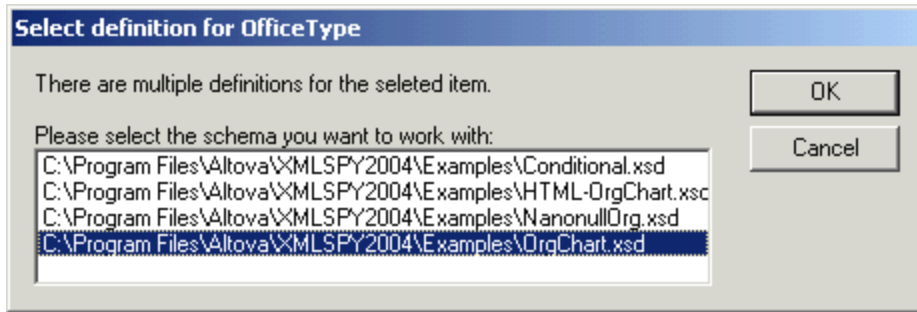 Select definition for OfficeType
There are multiple definitions for the seleted item.
OK
Please select the schema you want to work with:
Cancel
C:\Program Files\Altova\XMLSPY2004\Examples\Conditional.xsd
C:\Program Files\Altova\XMLSPY2004\Examples\HTML-OrgChart.xsd
C:\Program Files\Altova\XMLSPY2004\Examples\NanonullOrg.xsd
C:\Program Files\Altova\XMLSPY2004\Examples\OrgChart.xsd